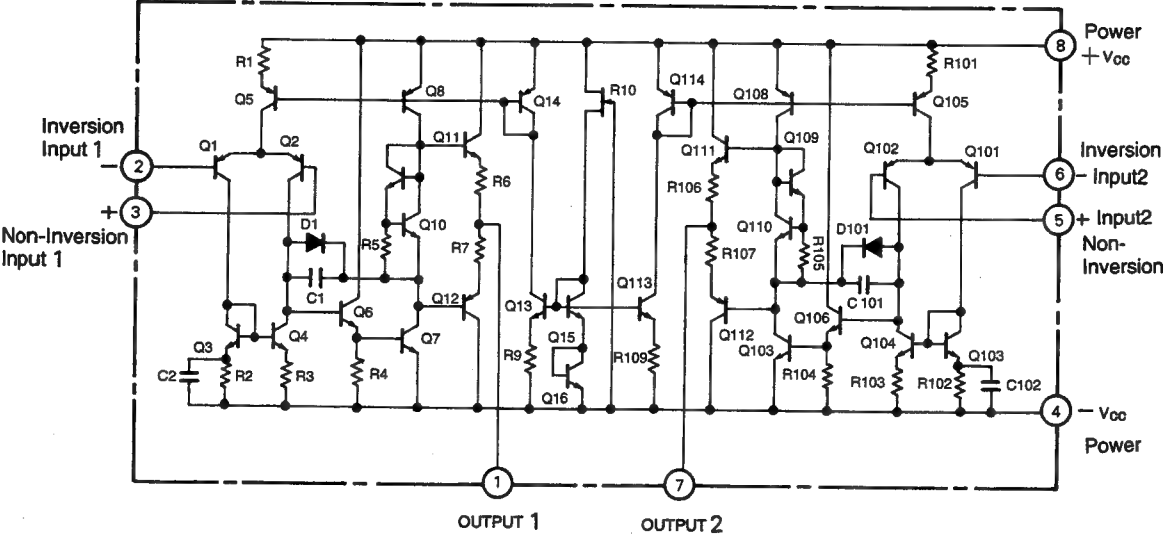 Power
8
+ Vcc
R1
Q5
Q8
Q14
R10
Q114
Q108
R101
Q105
Inversion
Input 1
− 2
Q1
Q2
Q11
R6
Q111
Q109
Q102
Q101
Inversion
6 − Input2
+ 3
Non-Inversion
Input 1
D1
R5
Q10
R7
R106
Q110
R107
R105
D101
5 + Input2
Non-
Inversion
C1
Q6
Q12
Q13
Q113
C 101
Q106
Q3
Q4
Q7
Q15
Q112
Q103
Q104
Q103
C2
R2
R3
R4
R9
Q16
R109
R104
R103
R102
C102
4 − Vcc
Power
1
7
OUTPUT 1
OUTPUT 2